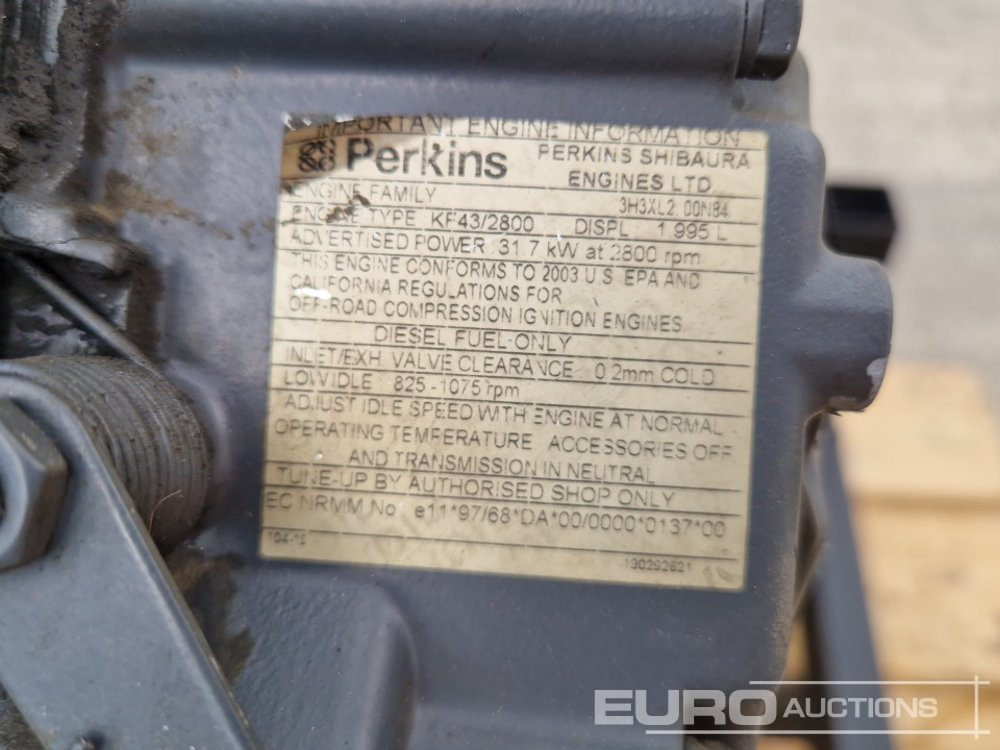 IMPORTANT ENGINE INFORMATION
Perkins PERKINS SHIBAURA
ENGINES LTD.
ENGINE FAMILY 3H3XL2.00N84
ENGINE TYPE KF43/2800 DISPL 1.995 L
ADVERTISED POWER 31.7 kW at 2800 rpm
THIS ENGINE CONFORMS TO 2003 U.S. EPA AND
CALIFORNIA REGULATIONS FOR
OFF-ROAD COMPRESSION IGNITION ENGINES
DIESEL FUEL ONLY
INLET/EXH. VALVE CLEARANCE 0.2mm COLD
LOW IDLE 825-1075 rpm
ADJUST IDLE SPEED WITH ENGINE AT NORMAL
OPERATING TEMPERATURE ACCESSORIES OFF
AND TRANSMISSION IN NEUTRAL
TUNE-UP BY AUTHORISED SHOP ONLY
EC NRMM No. e11*97/68*DA*00/0000*0137*00
190292621
EURO AUCTIONS